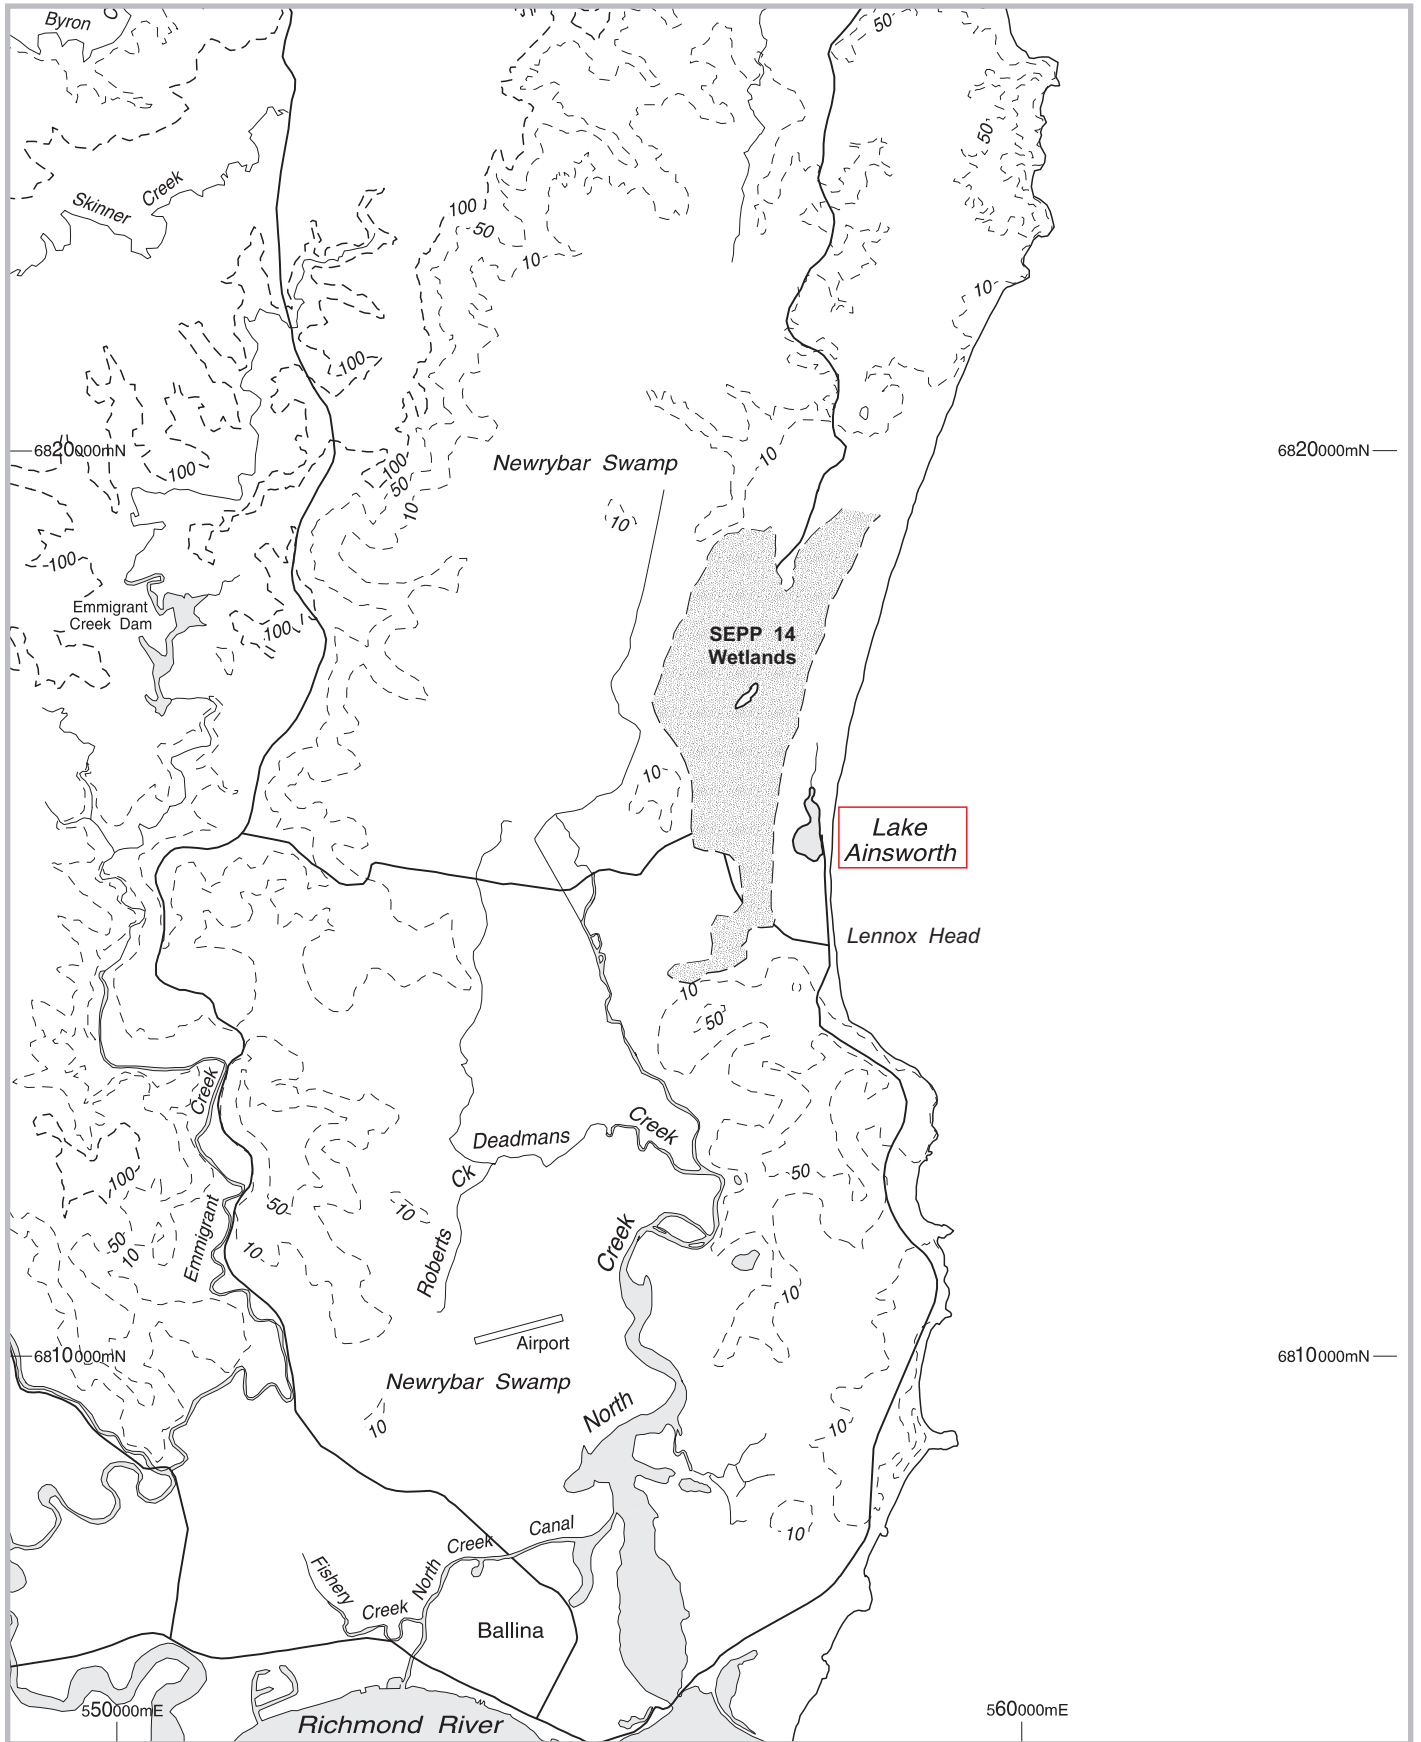 Byron
C
50
50
Skinner
Creek
100
50
10
10
100
6820000mN
100
Newrybar Swamp
10
6820000mN
100
50
10
10
100
Emmigrant
Creek Dam
100
SEPP 14
Wetlands
10
Lake
Ainsworth
Lennox Head
10
50
Creek
Deadmans
Creek
100
Ck
50
50
10
50
10
10
Emmigrant
Roberts
Creek
10
Airport
6810000mN
6810000mN
Newrybar Swamp
10
North
10
10
Canal
Creek
North
Fishery
Creek
Ballina
550000mE
560000mE
Richmond River